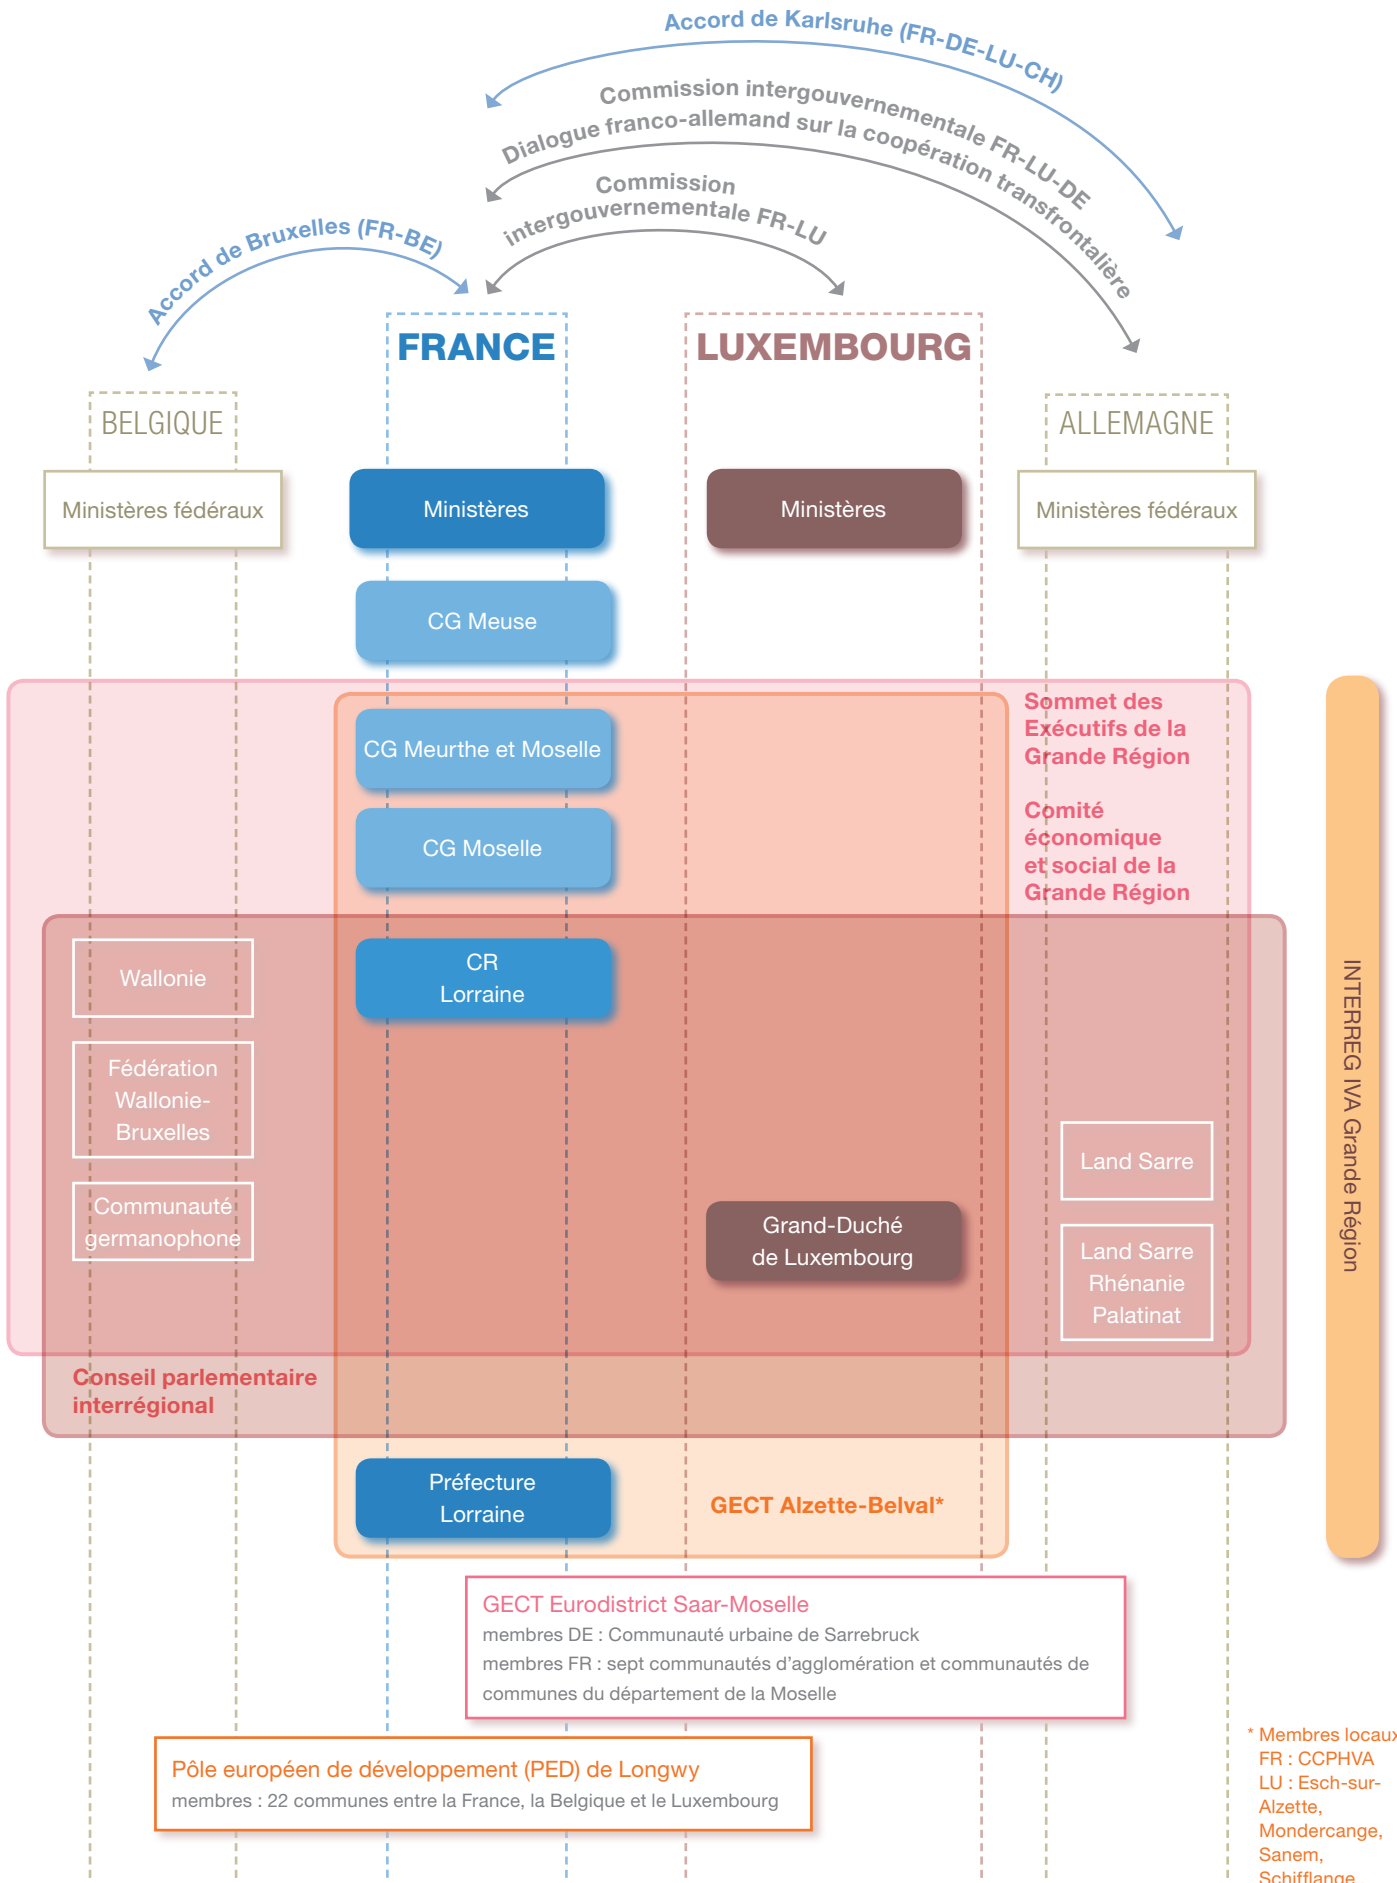 Accord de Karlsruhe (FR-DE-LU-CH)
Commission intergouvernementale FR-LU-DE
Dialogue franco-allemand sur la coopération transfrontalière
Commission
intergouvernementale FR-LU
Accord de Bruxelles (FR-BE)
FRANCE
LUXEMBOURG
BELGIQUE
ALLEMAGNE
Ministères fédéraux
Ministères
Ministères
Ministères fédéraux
CG Meuse
Sommet des
Exécutifs de la
Grande Région
CG Meurthe et Moselle
Comité
économique
et social de la
Grande Région
CG Moselle
Wallonie
CR
Lorraine
INTERREG IVA Grande Région
Fédération
Wallonie-
Bruxelles
Land Sarre
Communauté
germanophone
Grand-Duché
de Luxembourg
Land Sarre
Rhénanie
Palatinat
Conseil parlementaire
interrégional
Préfecture
Lorraine
GECT Alzette-Belval*
GECT Eurodistrict Saar-Moselle
membres DE : Communauté urbaine de Sarrebruck
membres FR : sept communautés d'agglomération et communautés de
communes du département de la Moselle
Pôle européen de développement (PED) de Longwy
membres : 22 communes entre la France, la Belgique et le Luxembourg
* Membres locaux
FR : CCPHVA
LU : Esch-sur-
Alzette,
Mondercange,
Sanem,
Schifflange